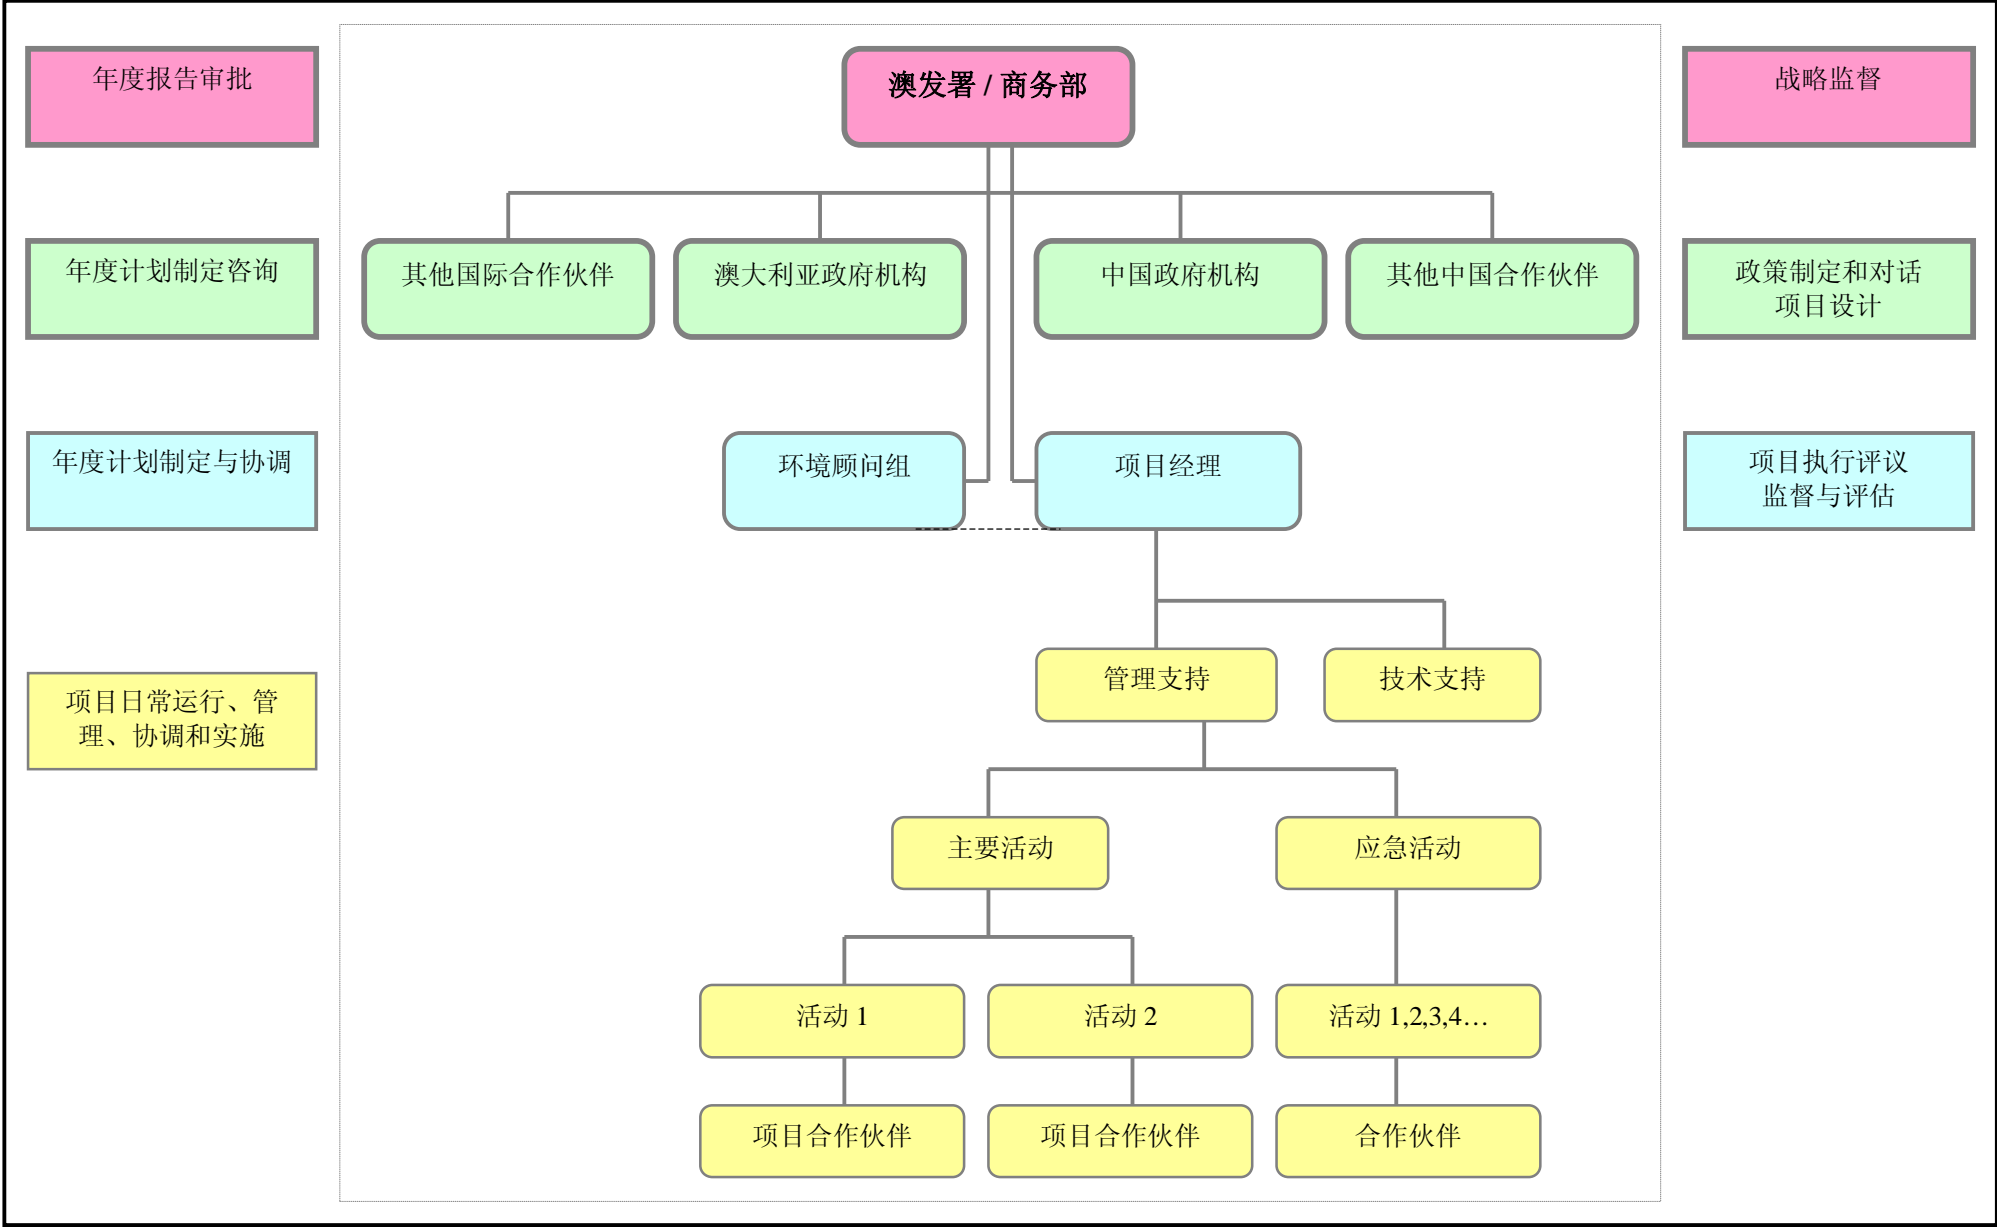 年度报告审批
澳发署 / 商务部
战略监督
年度计划制定咨询
其他国际合作伙伴
澳大利亚政府机构
中国政府机构
其他中国合作伙伴
政策制定和对话
项目设计
年度计划制定与协调
环境顾问组
项目经理
项目执行评议
监督与评估
项目日常运行、管
理、协调和实施
管理支持
技术支持
主要活动
应急活动
活动 1
活动 2
活动 1,2,3,4…
项目合作伙伴
项目合作伙伴
合作伙伴